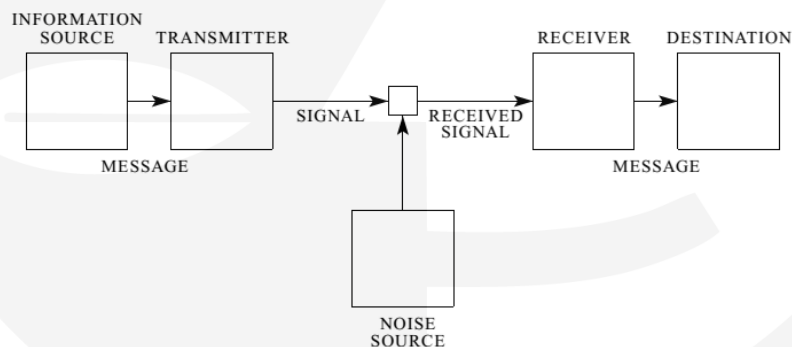 INFORMATION
SOURCE
TRANSMITTER
RECEIVER
DESTINATION
SIGNAL
RECEIVED
SIGNAL
MESSAGE
MESSAGE
NOISE
SOURCE